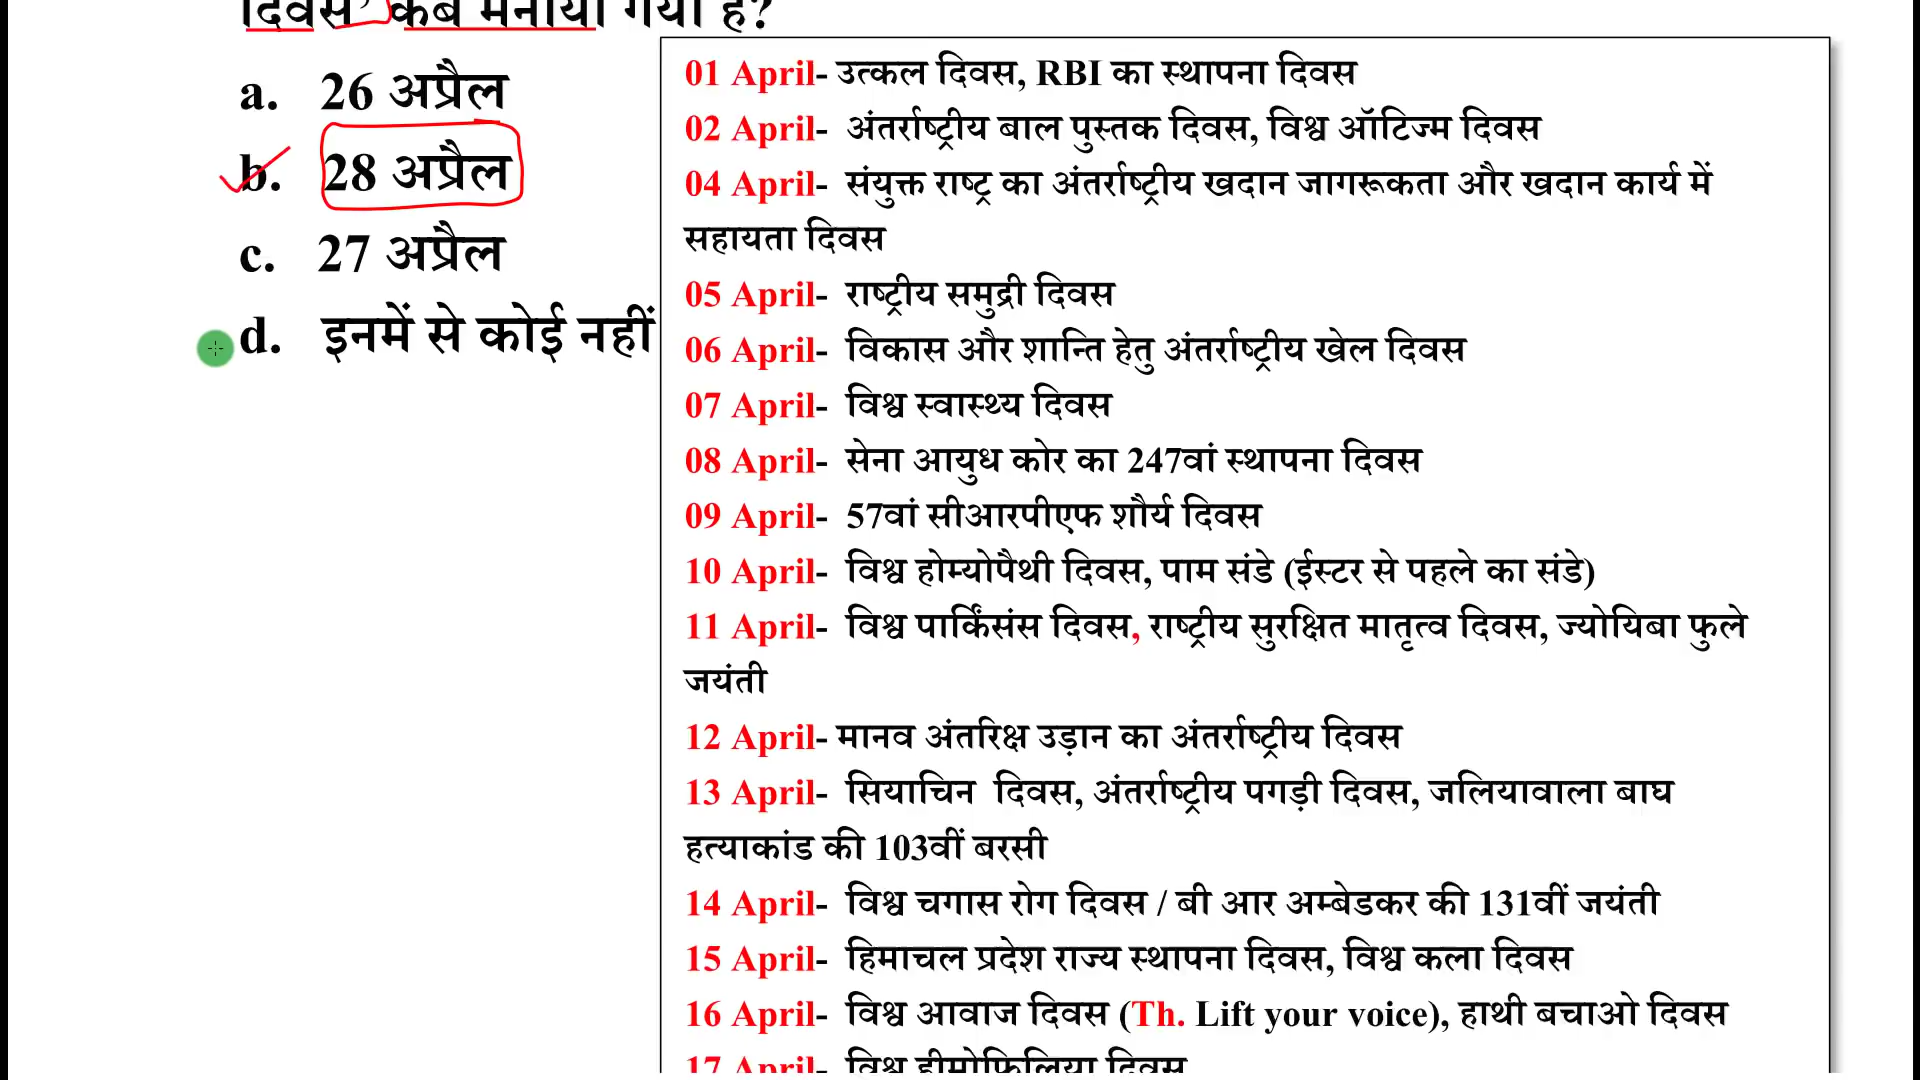 दिवस’ कब मनाया गया है?
a. 26 अप्रैल
b. 28 अप्रैल
c. 27 अप्रैल
d. इनमें से कोई नहीं
01 April- उत्कल दिवस, RBI का स्थापना दिवस
02 April- अंतर्राष्ट्रीय बाल पुस्तक दिवस, विश्व ऑटिज्म दिवस
04 April- संयुक्त राष्ट्र का अंतर्राष्ट्रीय खदान जागरूकता और खदान कार्य में
सहायता दिवस
05 April- राष्ट्रीय समुद्री दिवस
06 April- विकास और शान्ति हेतु अंतर्राष्ट्रीय खेल दिवस
07 April- विश्व स्वास्थ्य दिवस
08 April- सेना आयुध कोर का 247वां स्थापना दिवस
09 April- 57वां सीआरपीएफ शौर्य दिवस
10 April- विश्व होम्योपैथी दिवस, पाम संडे (ईस्टर से पहले का संडे)
11 April- विश्व पार्किंसंस दिवस, राष्ट्रीय सुरक्षित मातृत्व दिवस, ज्योयिबा फुले
जयंती
12 April- मानव अंतरिक्ष उड़ान का अंतर्राष्ट्रीय दिवस
13 April- सियाचिन दिवस, अंतर्राष्ट्रीय पगड़ी दिवस, जलियावाला बाघ
हत्याकांड की 103वीं बरसी
14 April- विश्व चगास रोग दिवस / बी आर अम्बेडकर की 131वीं जयंती
15 April- हिमाचल प्रदेश राज्य स्थापना दिवस, विश्व कला दिवस
16 April- विश्व आवाज दिवस (Th. Lift your voice), हाथी बचाओ दिवस
17 April- विश्व हीमोफिलिया दिवस